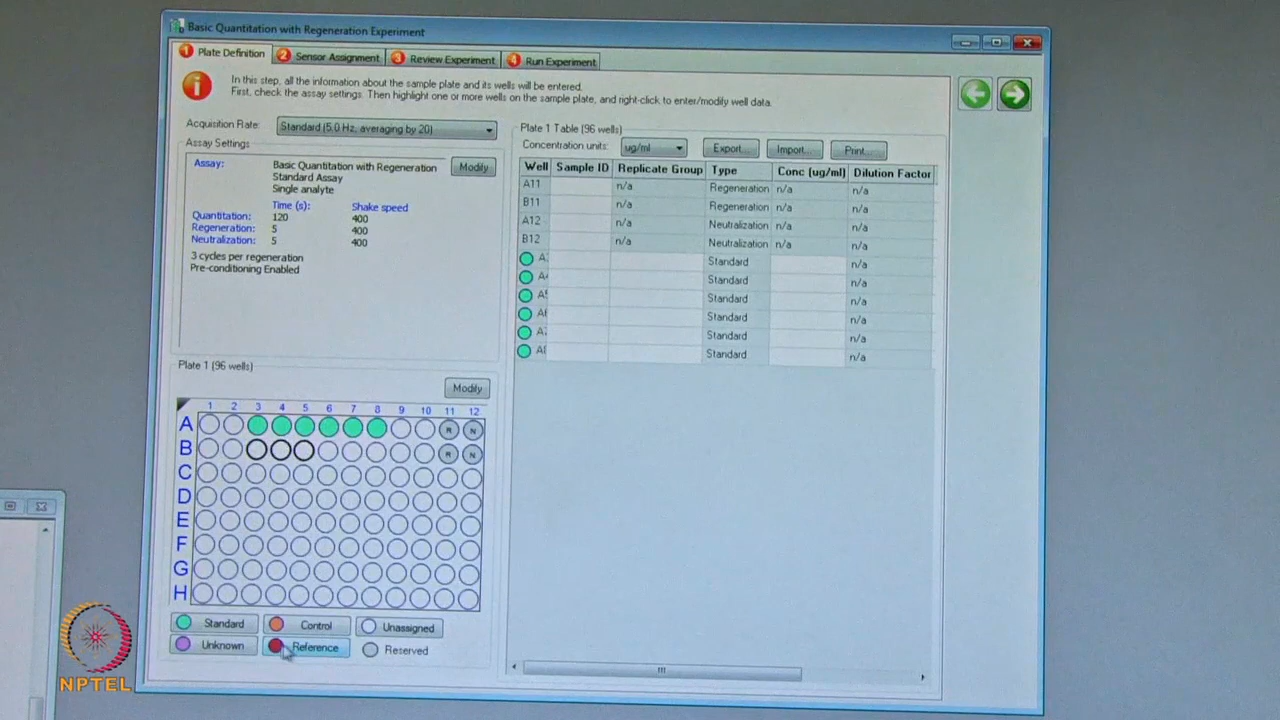 Basic Quantitation with Regeneration Experiment
1 Plate Definition 2 Sensor Assignment 3 Review Experiment 4 Run Experiment
In this step, all the information about the sample plate and its wells will be entered.
First, check the assay settings. Then highlight one or more wells on the sample plate, and right-click to enter/modify well data.
Acquisition Rate: Standard (5.0 Hz, averaging by 20)
Assay Settings
Assay: Basic Quantitation with Regeneration Modify
Standard Assay
Single analyte
Time (s): Shake speed
Quantitation: 120 400
Regeneration: 5 400
Neutralization: 5 400
3 cycles per regeneration
Pre-conditioning Enabled
Plate 1 (96 wells)
Modify
1 2 3 4 5 6 7 8 9 10 11 12
A R N
B R N
C
D
E
F
G
H
Standard Control Unassigned
Unknown Reference Reserved
Plate 1 Table (96 wells)
Concentration units: ug/ml Export... Import... Print...
Well Sample ID Replicate Group Type Conc (ug/ml) Dilution Factor
A11 n/a Regeneration n/a n/a
B11 n/a Regeneration n/a n/a
A12 n/a Neutralization n/a n/a
B12 n/a Neutralization n/a n/a
A Standard n/a
A Standard n/a
A Standard n/a
A Standard n/a
A Standard n/a
A Standard n/a
NPTEL